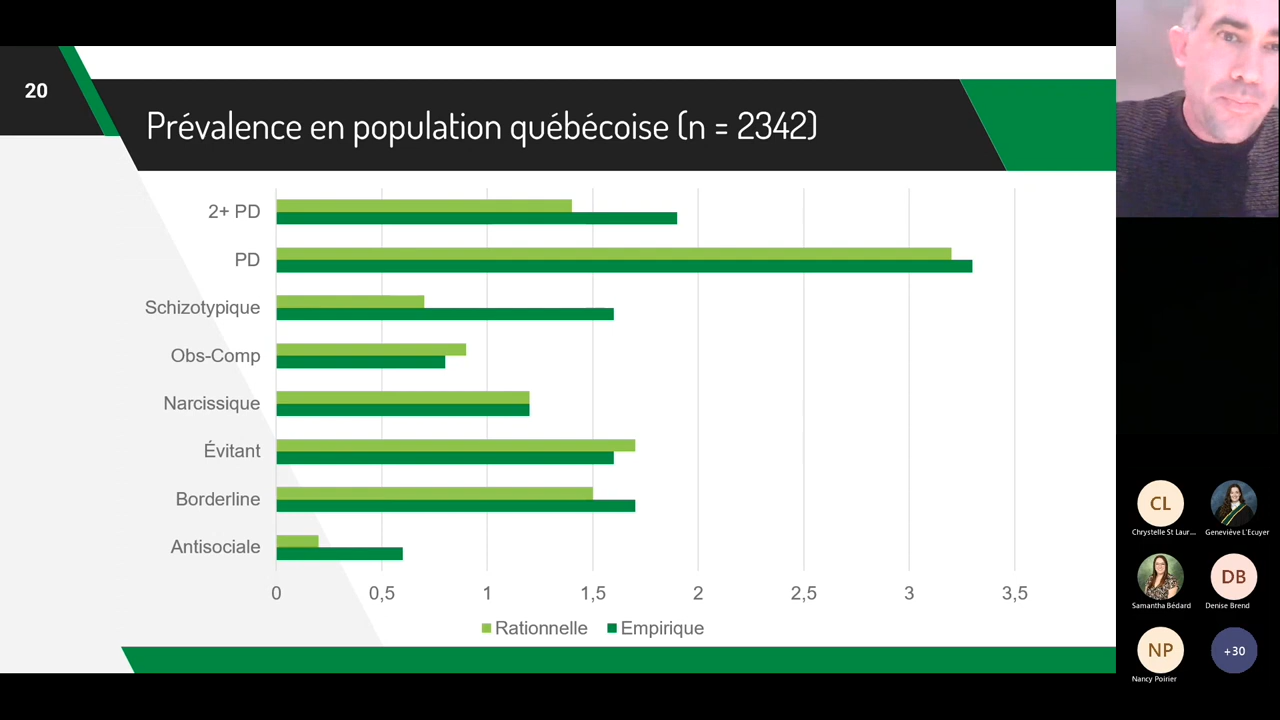 20
Prévalence en population québécoise (n = 2342)
2+ PD
PD
Schizotypique
Obs-Comp
Narcissique
Évitant
Borderline
Antisociale
0 0,5 1 1,5 2 2,5 3 3,5
Rationnelle Empirique
CL
Chrystelle St Laur...
Geneviève L'Ecuyer
Samantha Bédard
DB
Denise Brend
NP
Nancy Poirier
+30